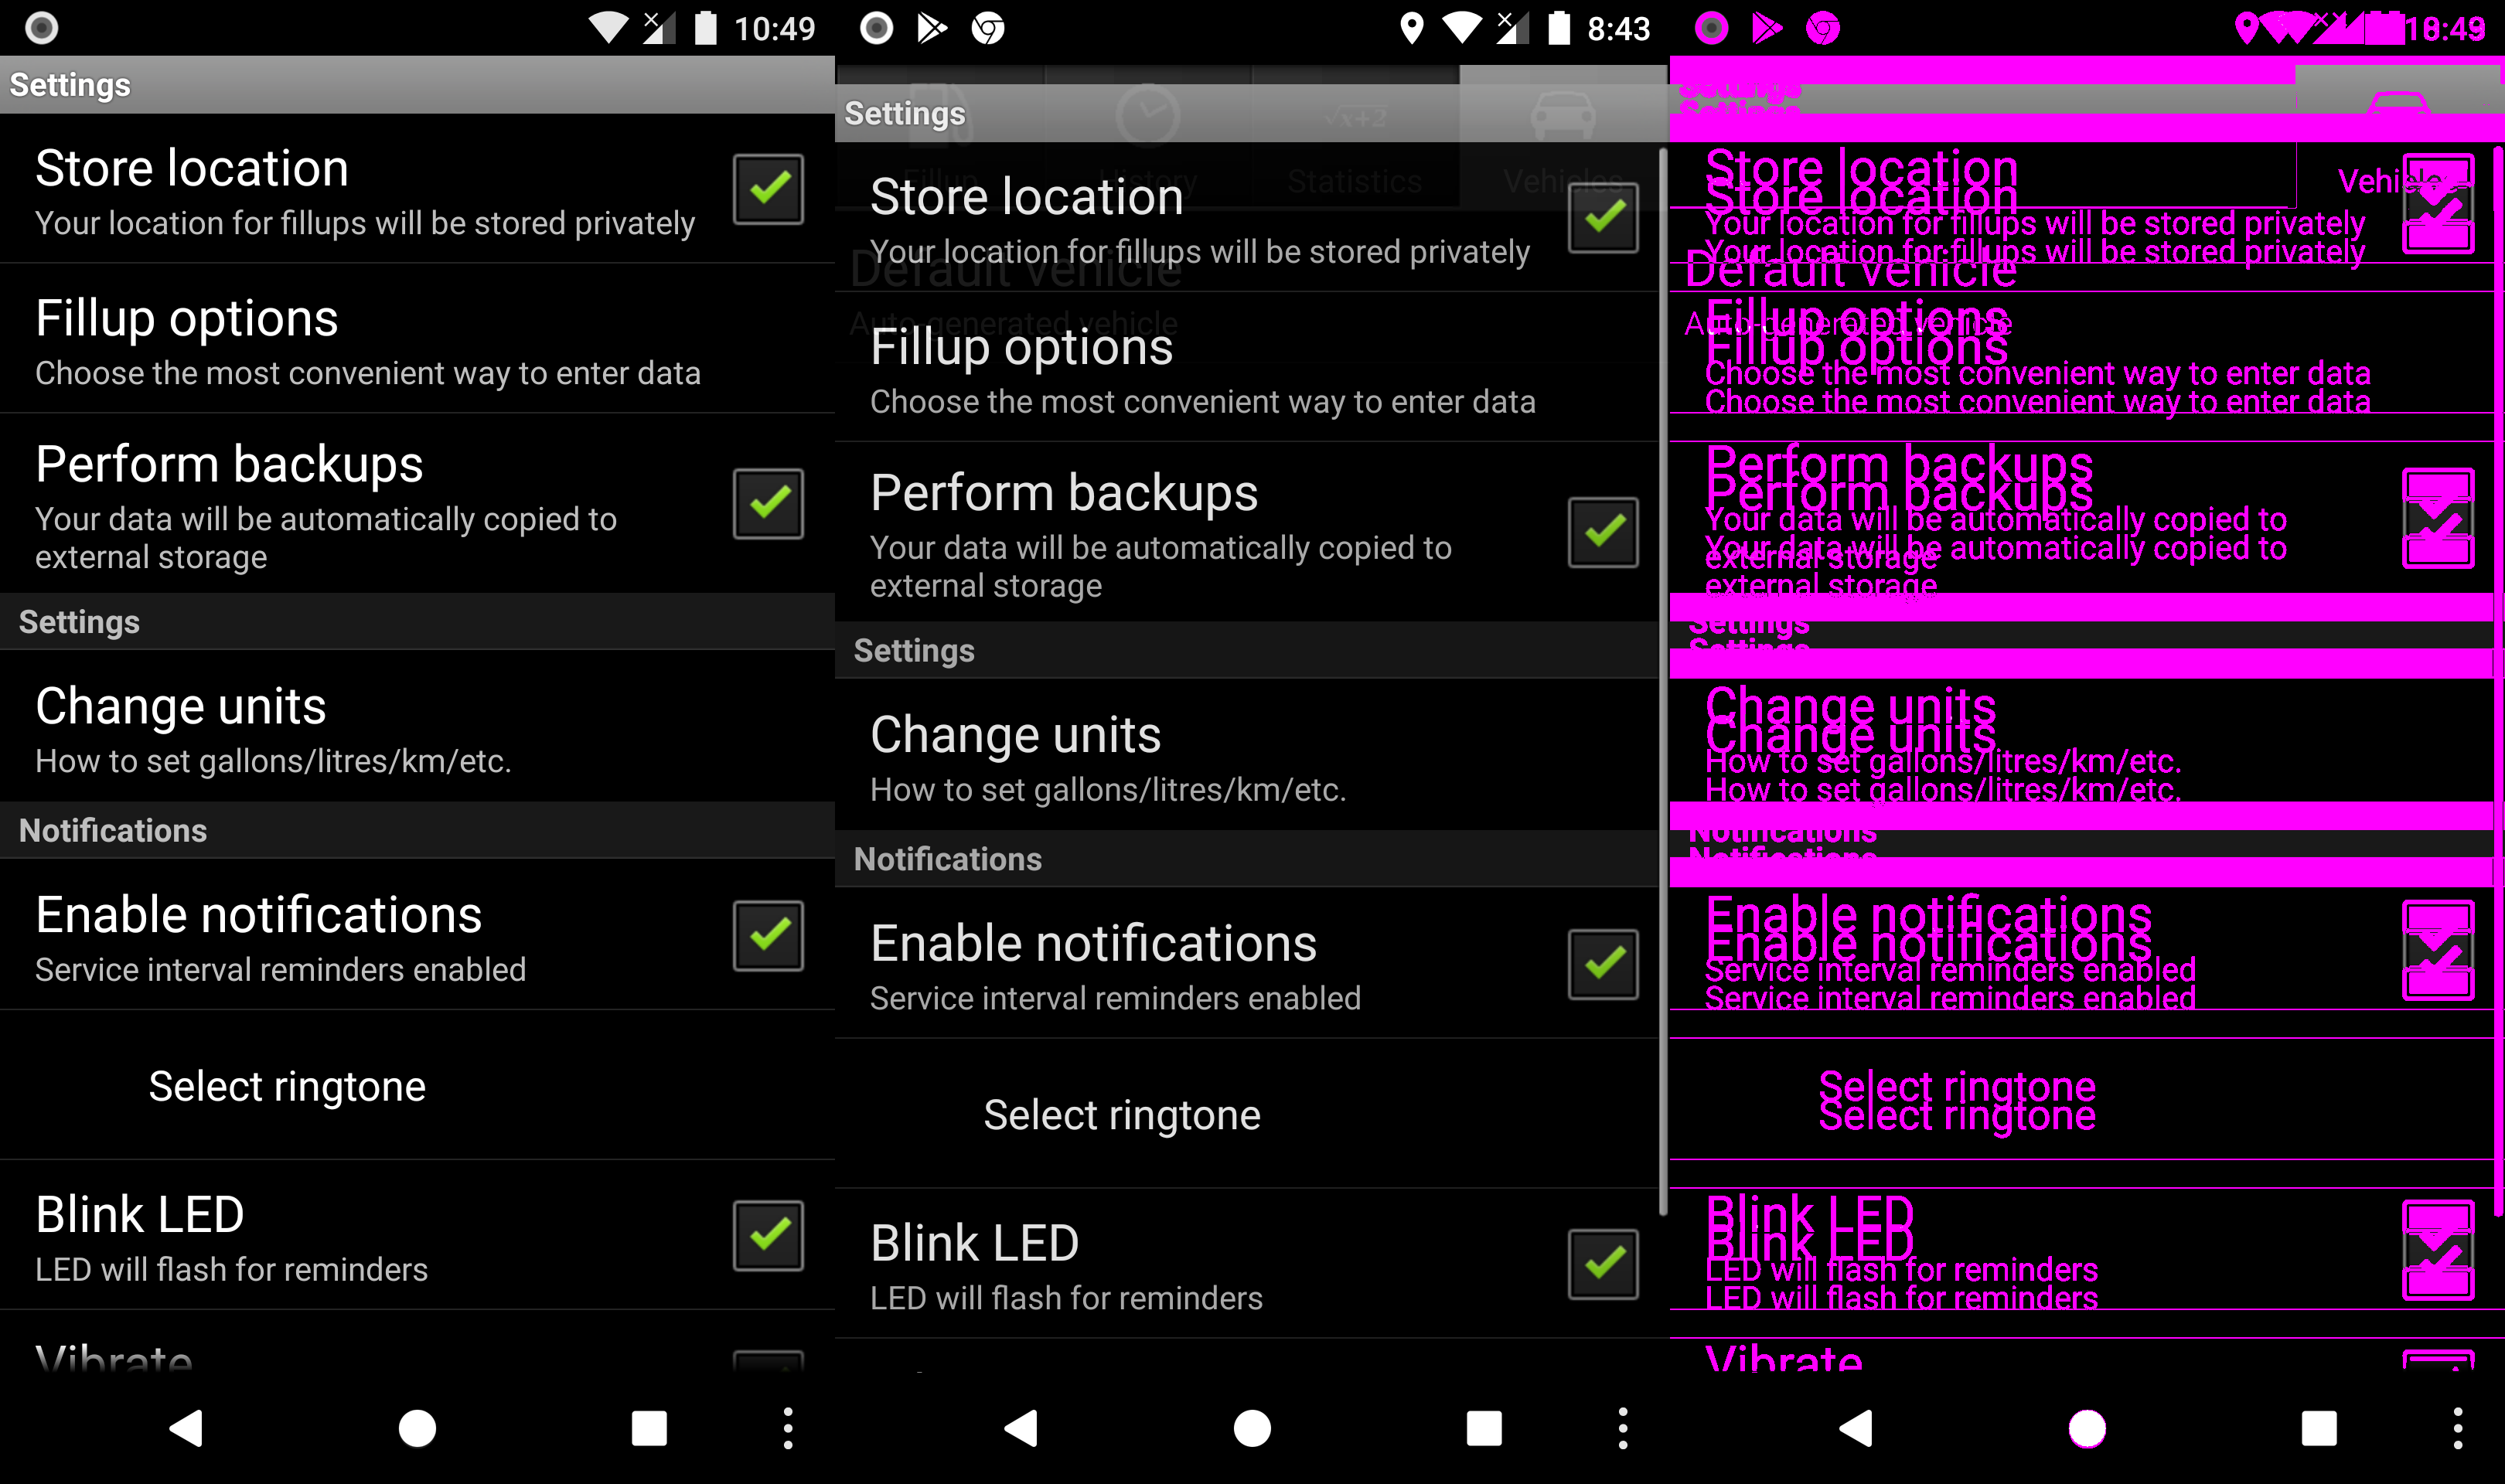 10:49
Settings
Store location
Your location for fillups will be stored privately
Fillup options
Choose the most convenient way to enter data
Perform backups
Your data will be automatically copied to
external storage
Settings
Change units
How to set gallons/litres/km/etc.
Notifications
Enable notifications
Service interval reminders enabled
Select ringtone
Blink LED
LED will flash for reminders
Vibrate
8:43
Settings
Fillup
History
√x+2
Statistics
Vehicles
Store location
Your location for fillups will be stored privately
Default vehicle
Auto-generated vehicle
Fillup options
Choose the most convenient way to enter data
Perform backups
Your data will be automatically copied to
external storage
Settings
Change units
How to set gallons/litres/km/etc.
Notifications
Enable notifications
Service interval reminders enabled
Select ringtone
Blink LED
LED will flash for reminders
Settings
Settings
Store location
Store location
Your location for fillups will be stored privately
Your location for fillups will be stored privately
Default vehicle
Fillup options
Auto-generated vehicle
Fillup options
Choose the most convenient way to enter data
Choose the most convenient way to enter data
Perform backups
Perform backups
Your data will be automatically copied to
Your data will be automatically copied to
external storage
external storage
Settings
Settings
Change units
Change units
How to set gallons/litres/km/etc.
How to set gallons/litres/km/etc.
Notifications
Notifications
Enable notifications
Enable notifications
Service interval reminders enabled
Service interval reminders enabled
Select ringtone
Select ringtone
Blink LED
Blink LED
LED will flash for reminders
LED will flash for reminders
Vibrate